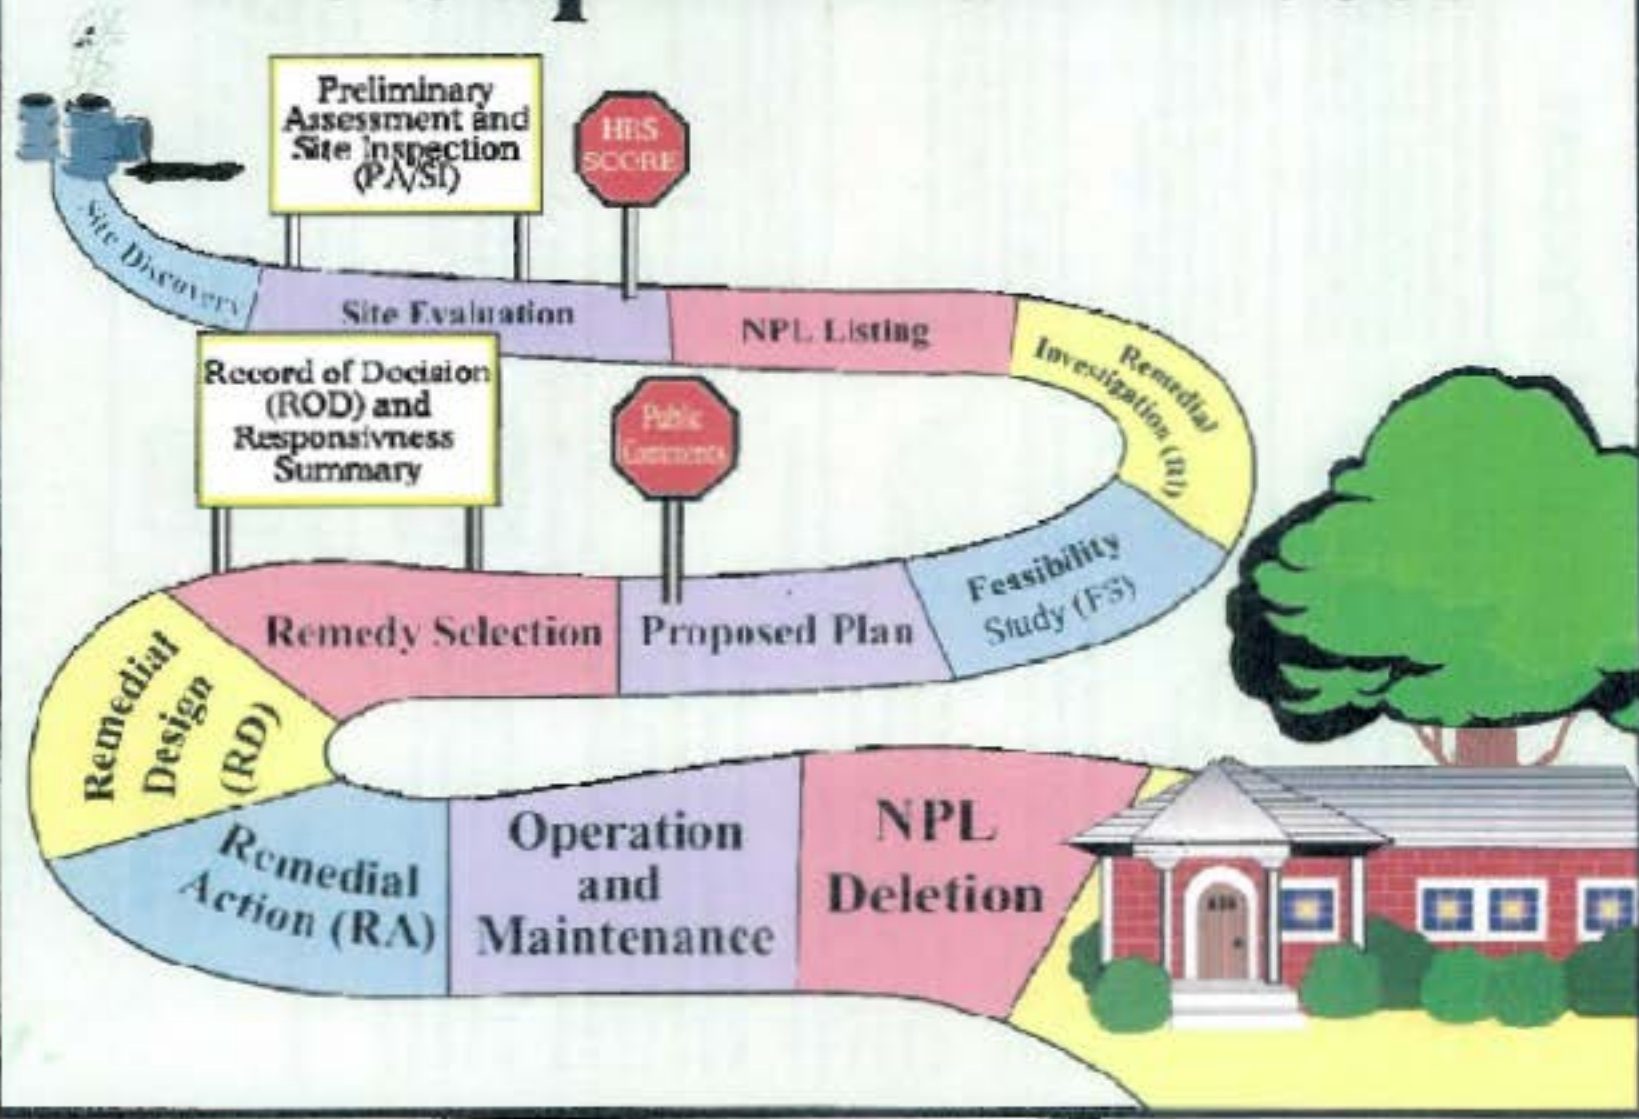 Preliminary
Assessment and
Site Inspection
(PA/SI)
HRS
SCORE
Site Discovery
Site Evaluation
NPL Listing
Remedial
Investigation (RI)
Record of Decision
(ROD) and
Responsivness
Summary
Public
Comments
Feasibility
Study (FS)
Proposed Plan
Remedy Selection
Remedial
Design
(RD)
Remedial
Action (RA)
Operation
and
Maintenance
NPL
Deletion